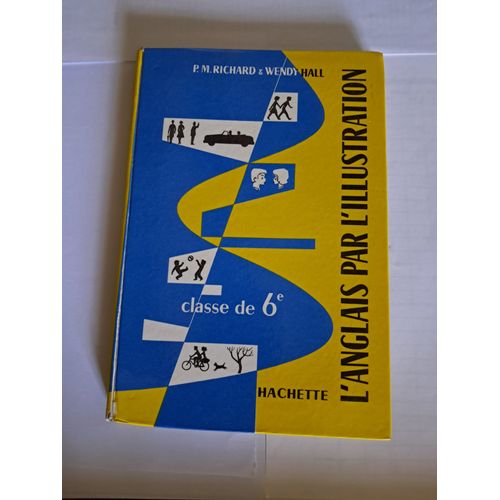 P. M. RICHARD & WENDY HALL
L'ANGLAIS PAR L'ILLUSTRATION
classe de 6e
HACHETTE